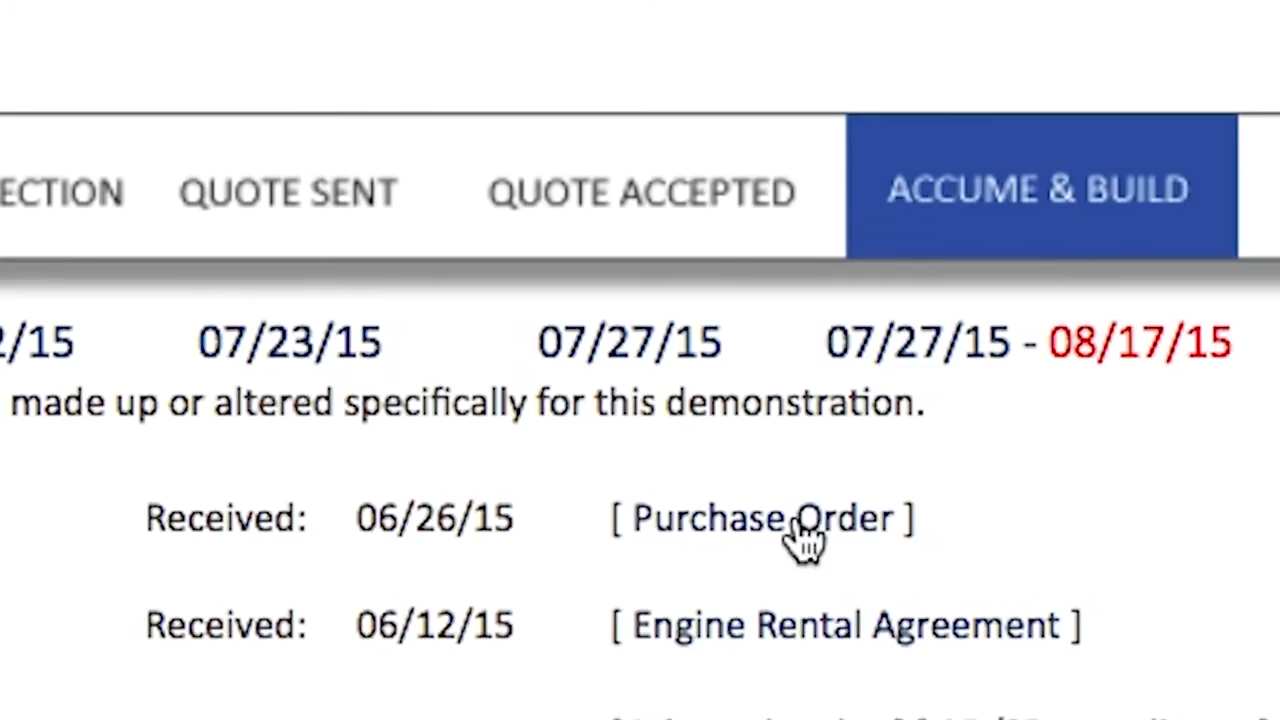 ECTION QUOTE SENT QUOTE ACCEPTED ACCUME & BUILD
2/15 07/23/15 07/27/15 07/27/15 - 08/17/15
made up or altered specifically for this demonstration.
Received: 06/26/15 [ Purchase Order ]
Received: 06/12/15 [ Engine Rental Agreement ]